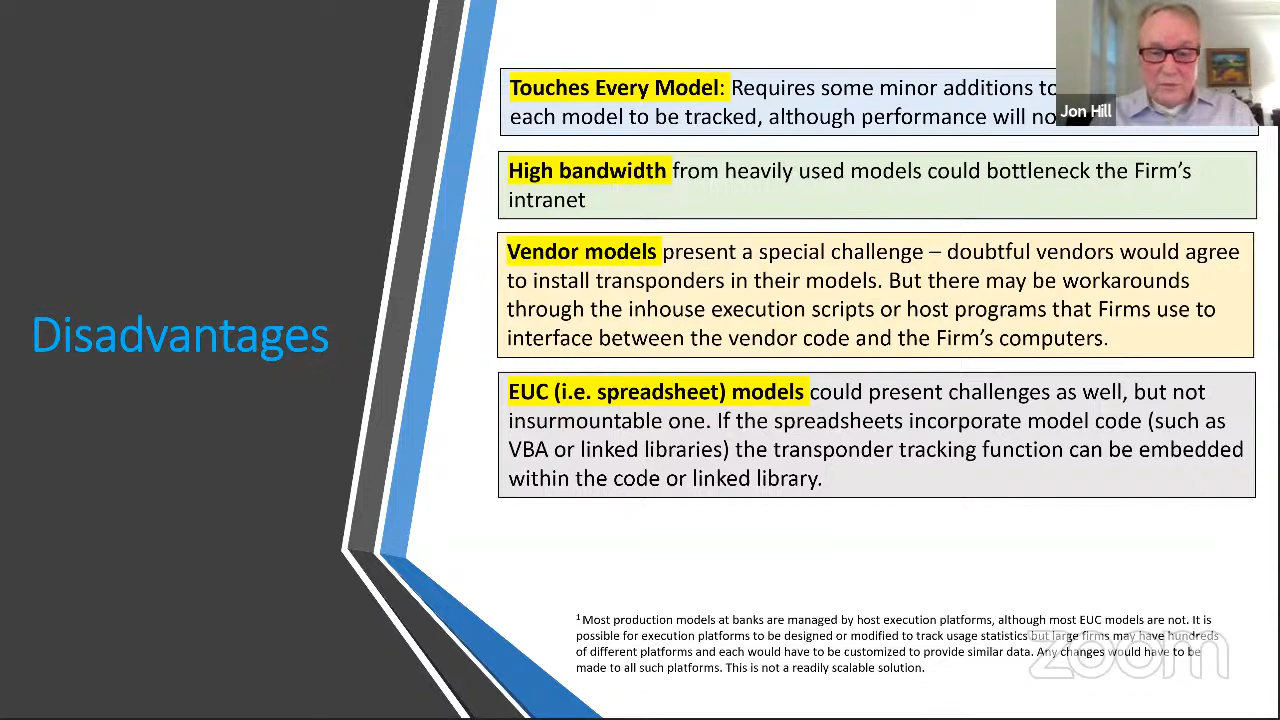 Disadvantages
Touches Every Model: Requires some minor additions to
each model to be tracked, although performance will no
Jon Hill
High bandwidth from heavily used models could bottleneck the Firm's
intranet
Vendor models present a special challenge – doubtful vendors would agree
to install transponders in their models. But there may be workarounds
through the inhouse execution scripts or host programs that Firms use to
interface between the vendor code and the Firm's computers.
EUC (i.e. spreadsheet) models could present challenges as well, but not
insurmountable one. If the spreadsheets incorporate model code (such as
VBA or linked libraries) the transponder tracking function can be embedded
within the code or linked library.
1 Most production models at banks are managed by host execution platforms, although most EUC models are not. It is
possible for execution platforms to be designed or modified to track usage statistics but large firms may have hundreds
of different platforms and each would have to be customized to provide similar data. Any changes would have to be
made to all such platforms. This is not a readily scalable solution.
zoom